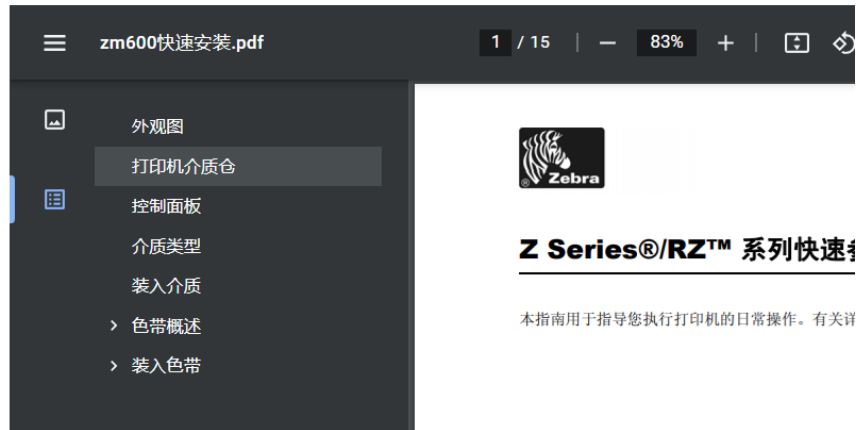 zm600快速安装.pdf
1 / 15
83%
外观图
打印机介质仓
控制面板
介质类型
装入介质
色带概述
装入色带
®
Zebra
Z Series®/RZ™ 系列快速
本指南用于指导您执行打印机的日常操作。有关详